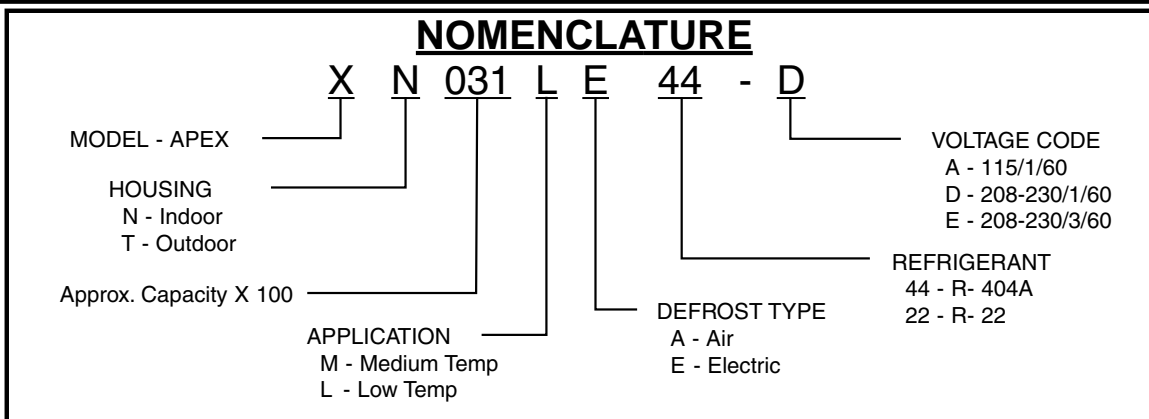 NOMENCLATURE
X N 031 L E 44 - D
MODEL - APEX
HOUSING
N - Indoor
T - Outdoor
Approx. Capacity X 100
APPLICATION
M - Medium Temp
L - Low Temp
DEFROST TYPE
A - Air
E - Electric
REFRIGERANT
44 - R- 404A
22 - R- 22
VOLTAGE CODE
A - 115/1/60
D - 208-230/1/60
E - 208-230/3/60